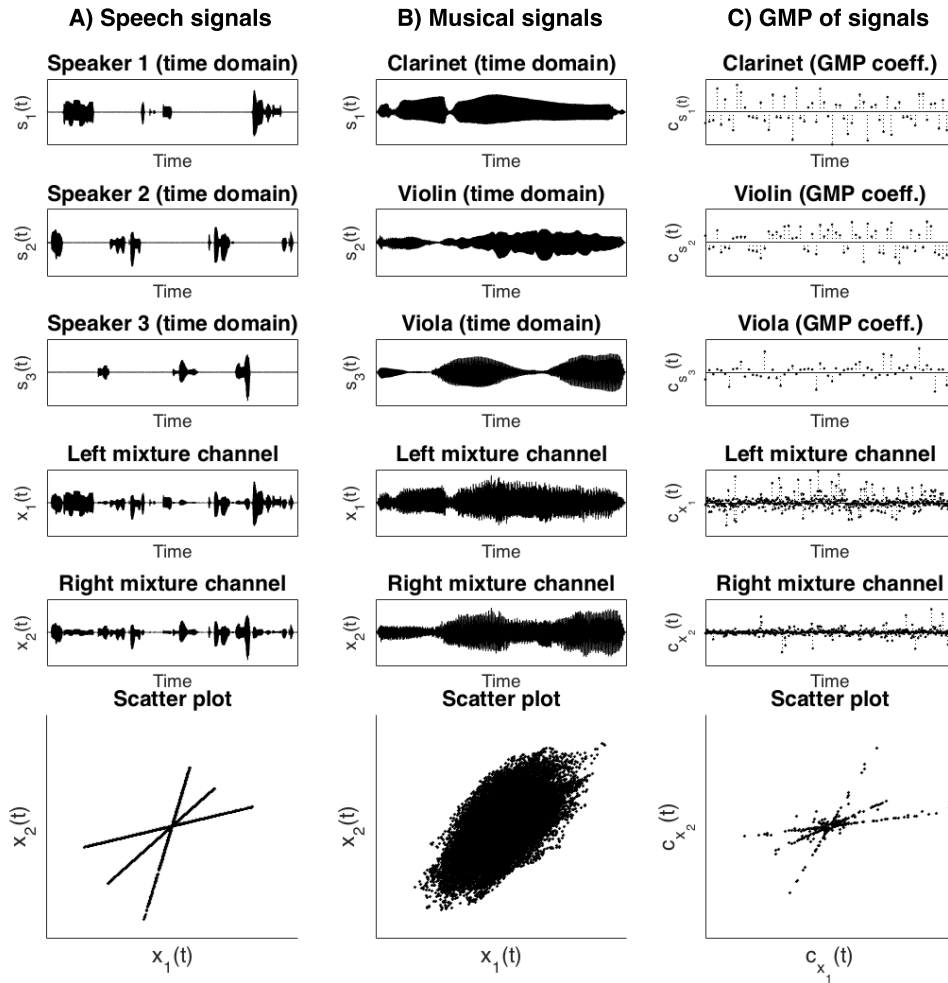 A) Speech signals
Speaker 1 (time domain)
s1(t)
Time
Speaker 2 (time domain)
s2(t)
Time
Speaker 3 (time domain)
s3(t)
Time
Left mixture channel
x1(t)
Time
Right mixture channel
x2(t)
Time
Scatter plot
x2(t)
x1(t)
B) Musical signals
Clarinet (time domain)
s1(t)
Time
Violin (time domain)
s2(t)
Time
Viola (time domain)
s3(t)
Time
Left mixture channel
x1(t)
Time
Right mixture channel
x2(t)
Time
Scatter plot
x2(t)
x1(t)
C) GMP of signals
Clarinet (GMP coeff.)
cs1(t)
Time
Violin (GMP coeff.)
cs2(t)
Time
Viola (GMP coeff.)
cs3(t)
Time
Left mixture channel
cx1(t)
Time
Right mixture channel
cx2(t)
Time
Scatter plot
cx2(t)
cx1(t)